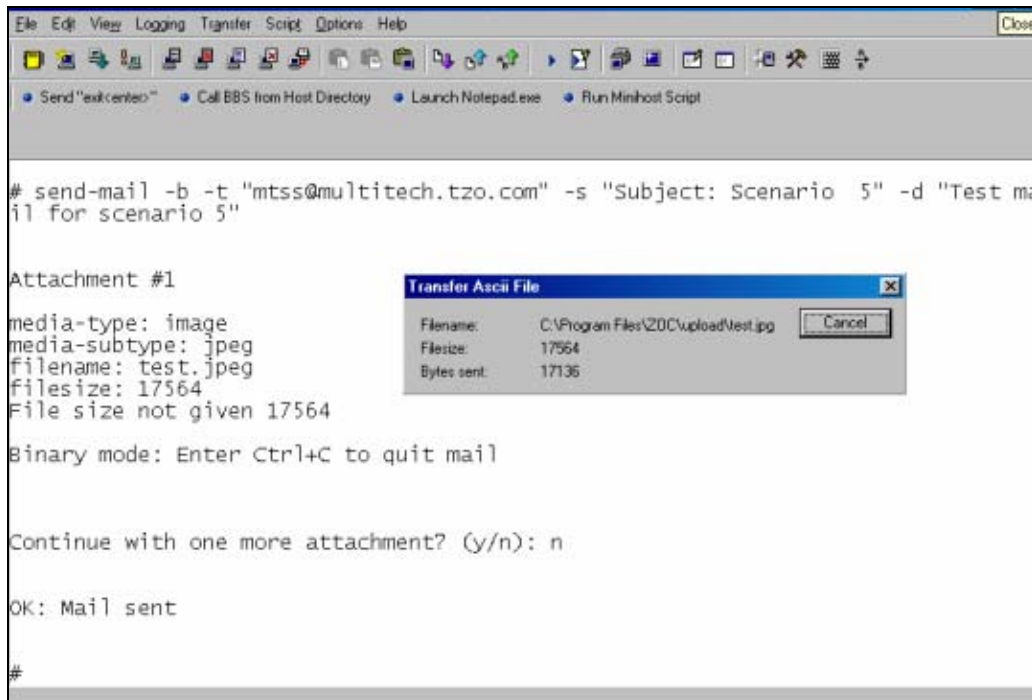 File Edit View Logging Transfer Script Options Help
Close
Send "exit<enter>" Call BBS from Host Directory Launch Notepad.exe Run Minihost Script
# send-mail -b -t "mtss@multitech.tzo.com" -s "Subject: Scenario  5" -d "Test ma
il for scenario 5"
Attachment #1
media-type: image
media-subtype: jpeg
filename: test.jpeg
filesize: 17564
File size not given 17564
Binary mode: Enter Ctrl+C to quit mail
Continue with one more attachment? (y/n): n
OK: Mail sent
#
Transfer Ascii File
Filename: C:\Program Files\ZOC\upload\test.jpg Cancel
Filesize: 17564
Bytes sent: 17136